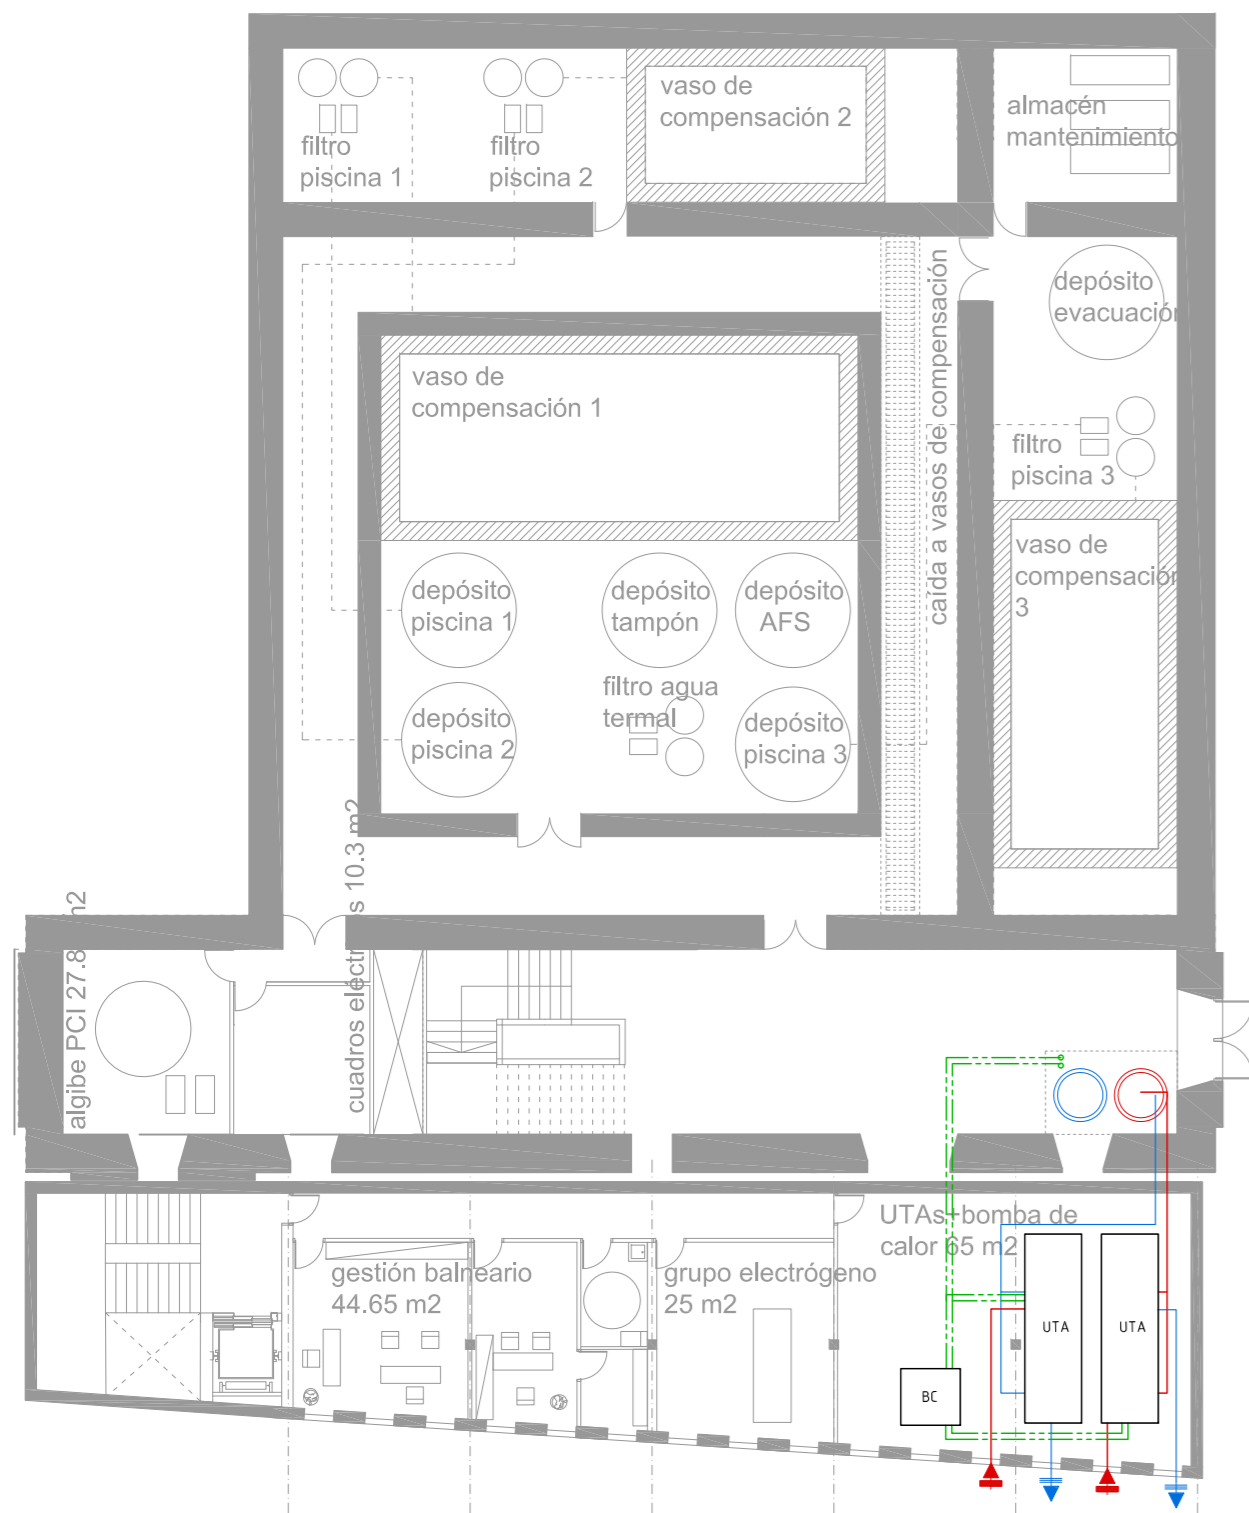 vaso de
compensación 2
almacén
mantenimiento
filtro
piscina 1
filtro
piscina 2
depósito
evacuación
caída a vasos de compensación
vaso de
compensación 1
filtro
piscina 3
vaso de
compensación
3
depósito
piscina 1
depósito
tampón
depósito
AFS
filtro agua
termal
depósito
piscina 2
depósito
piscina 3
algibe PCI 27.8 m2
cuadros electr s 10.3 m2
UTAs+bomba de
calor 65 m2
gestión balneario
44.65 m2
grupo electrógeno
25 m2
UTA
UTA
BC